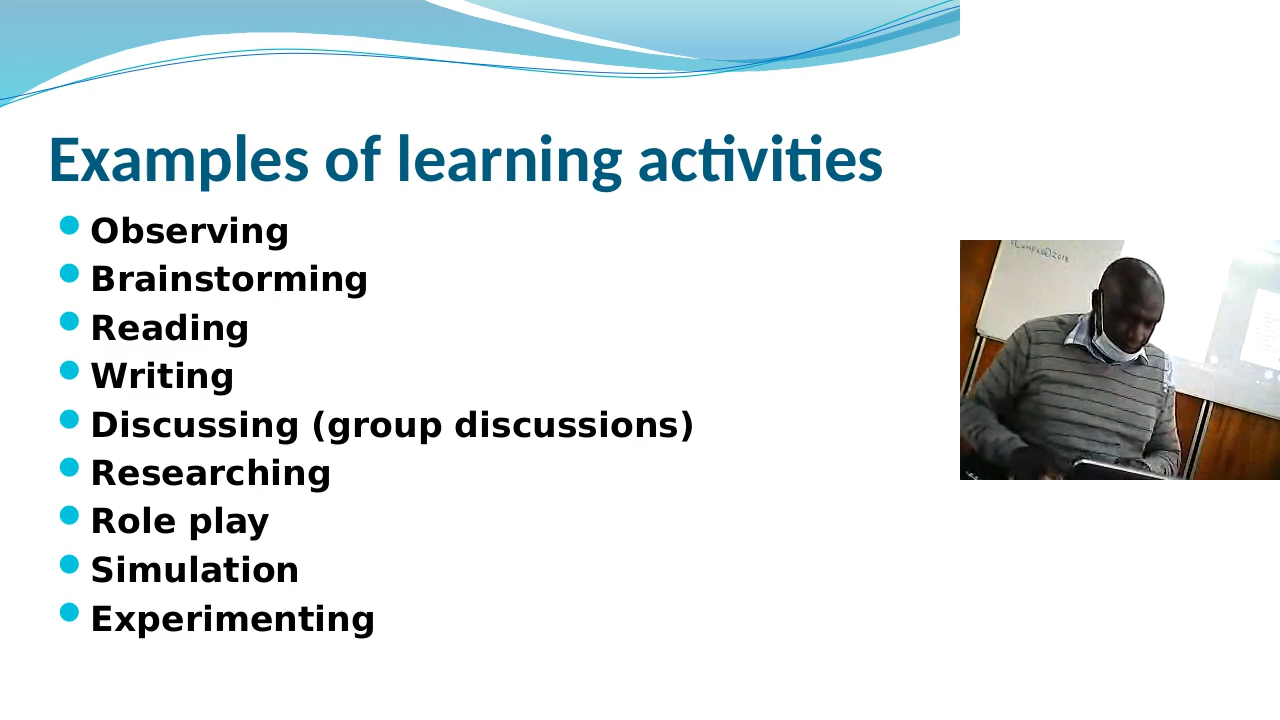 Examples of learning activities
Observing
Brainstorming
Reading
Writing
Discussing (group discussions)
Researching
Role play
Simulation
Experimenting